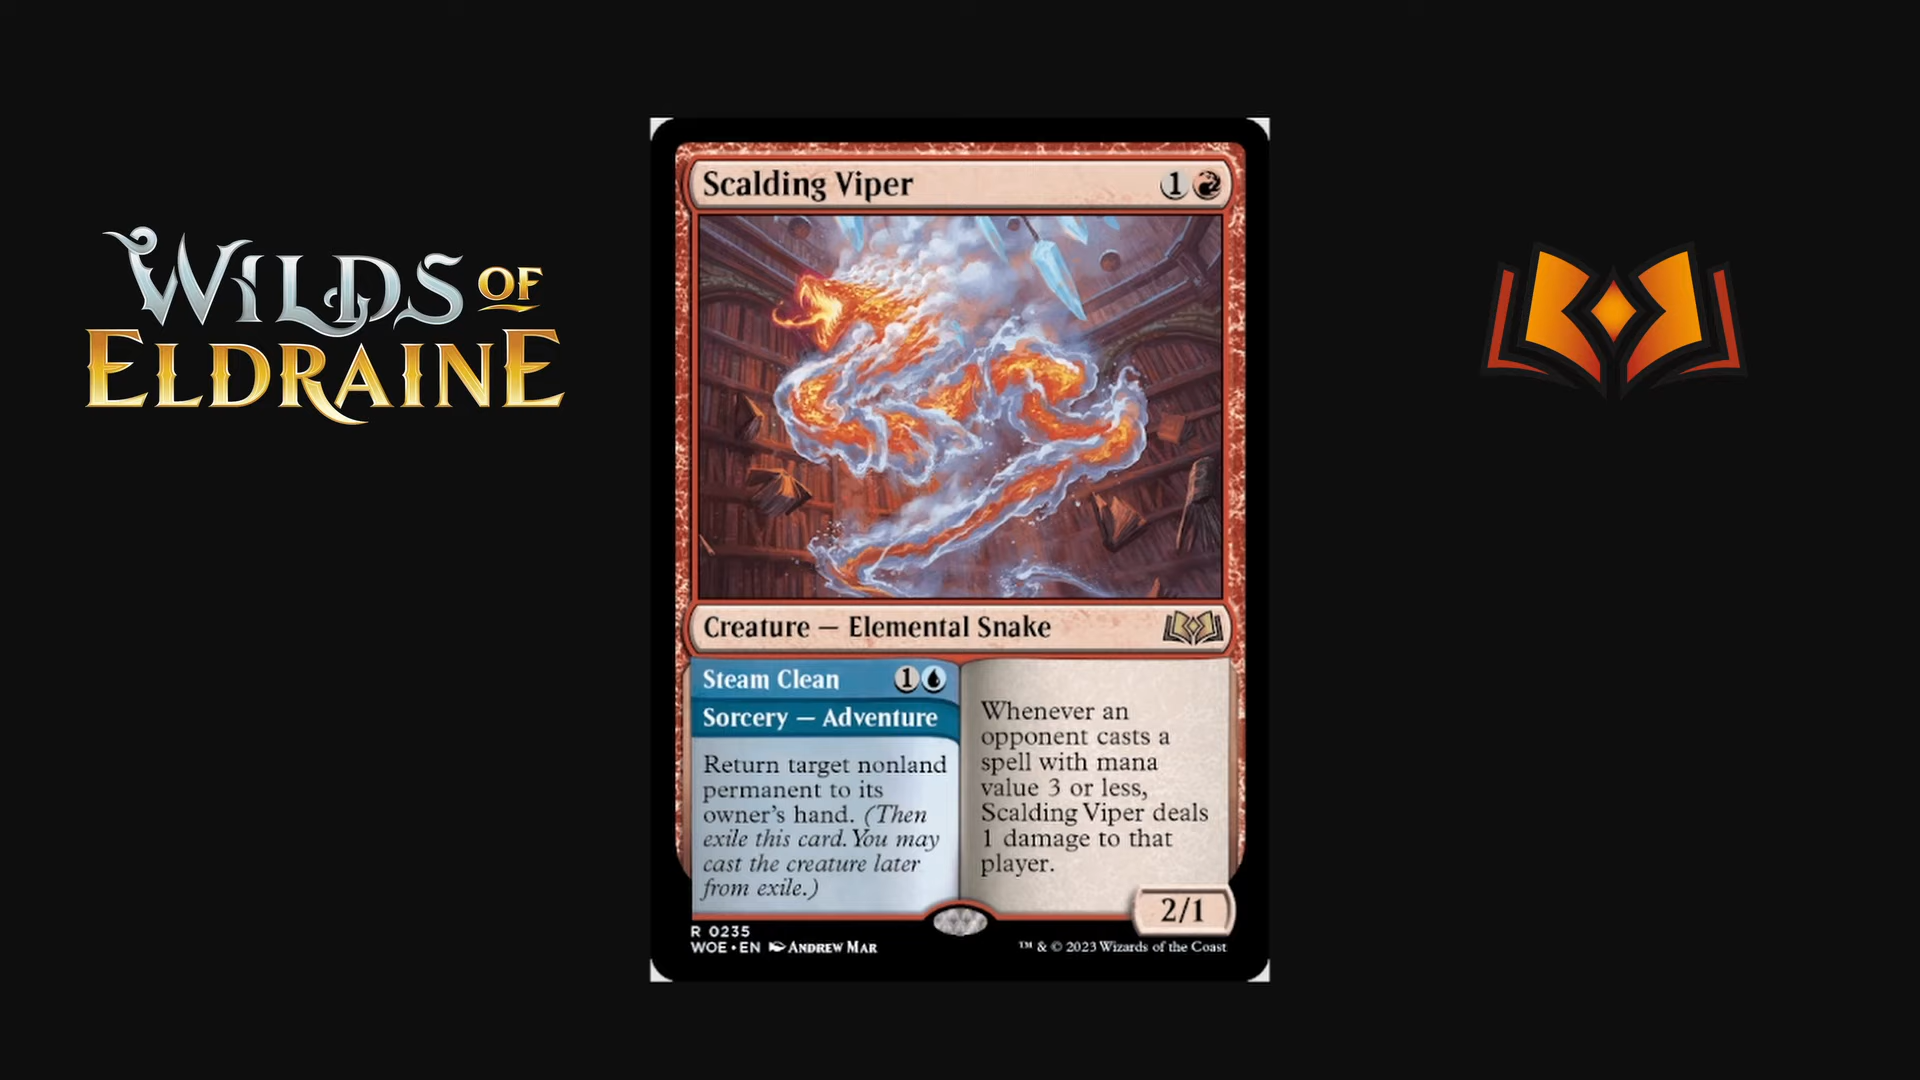 WILDS OF
ELDRAINE
Scalding Viper 1
Creature — Elemental Snake
Steam Clean 1
Sorcery — Adventure
Return target nonland
permanent to its
owner's hand. (Then
exile this card. You may
cast the creature later
from exile.)
Whenever an
opponent casts a
spell with mana
value 3 or less,
Scalding Viper deals
1 damage to that
player.
2/1
R 0235
WOE • EN ANDREW MAR
™ & © 2023 Wizards of the Coast